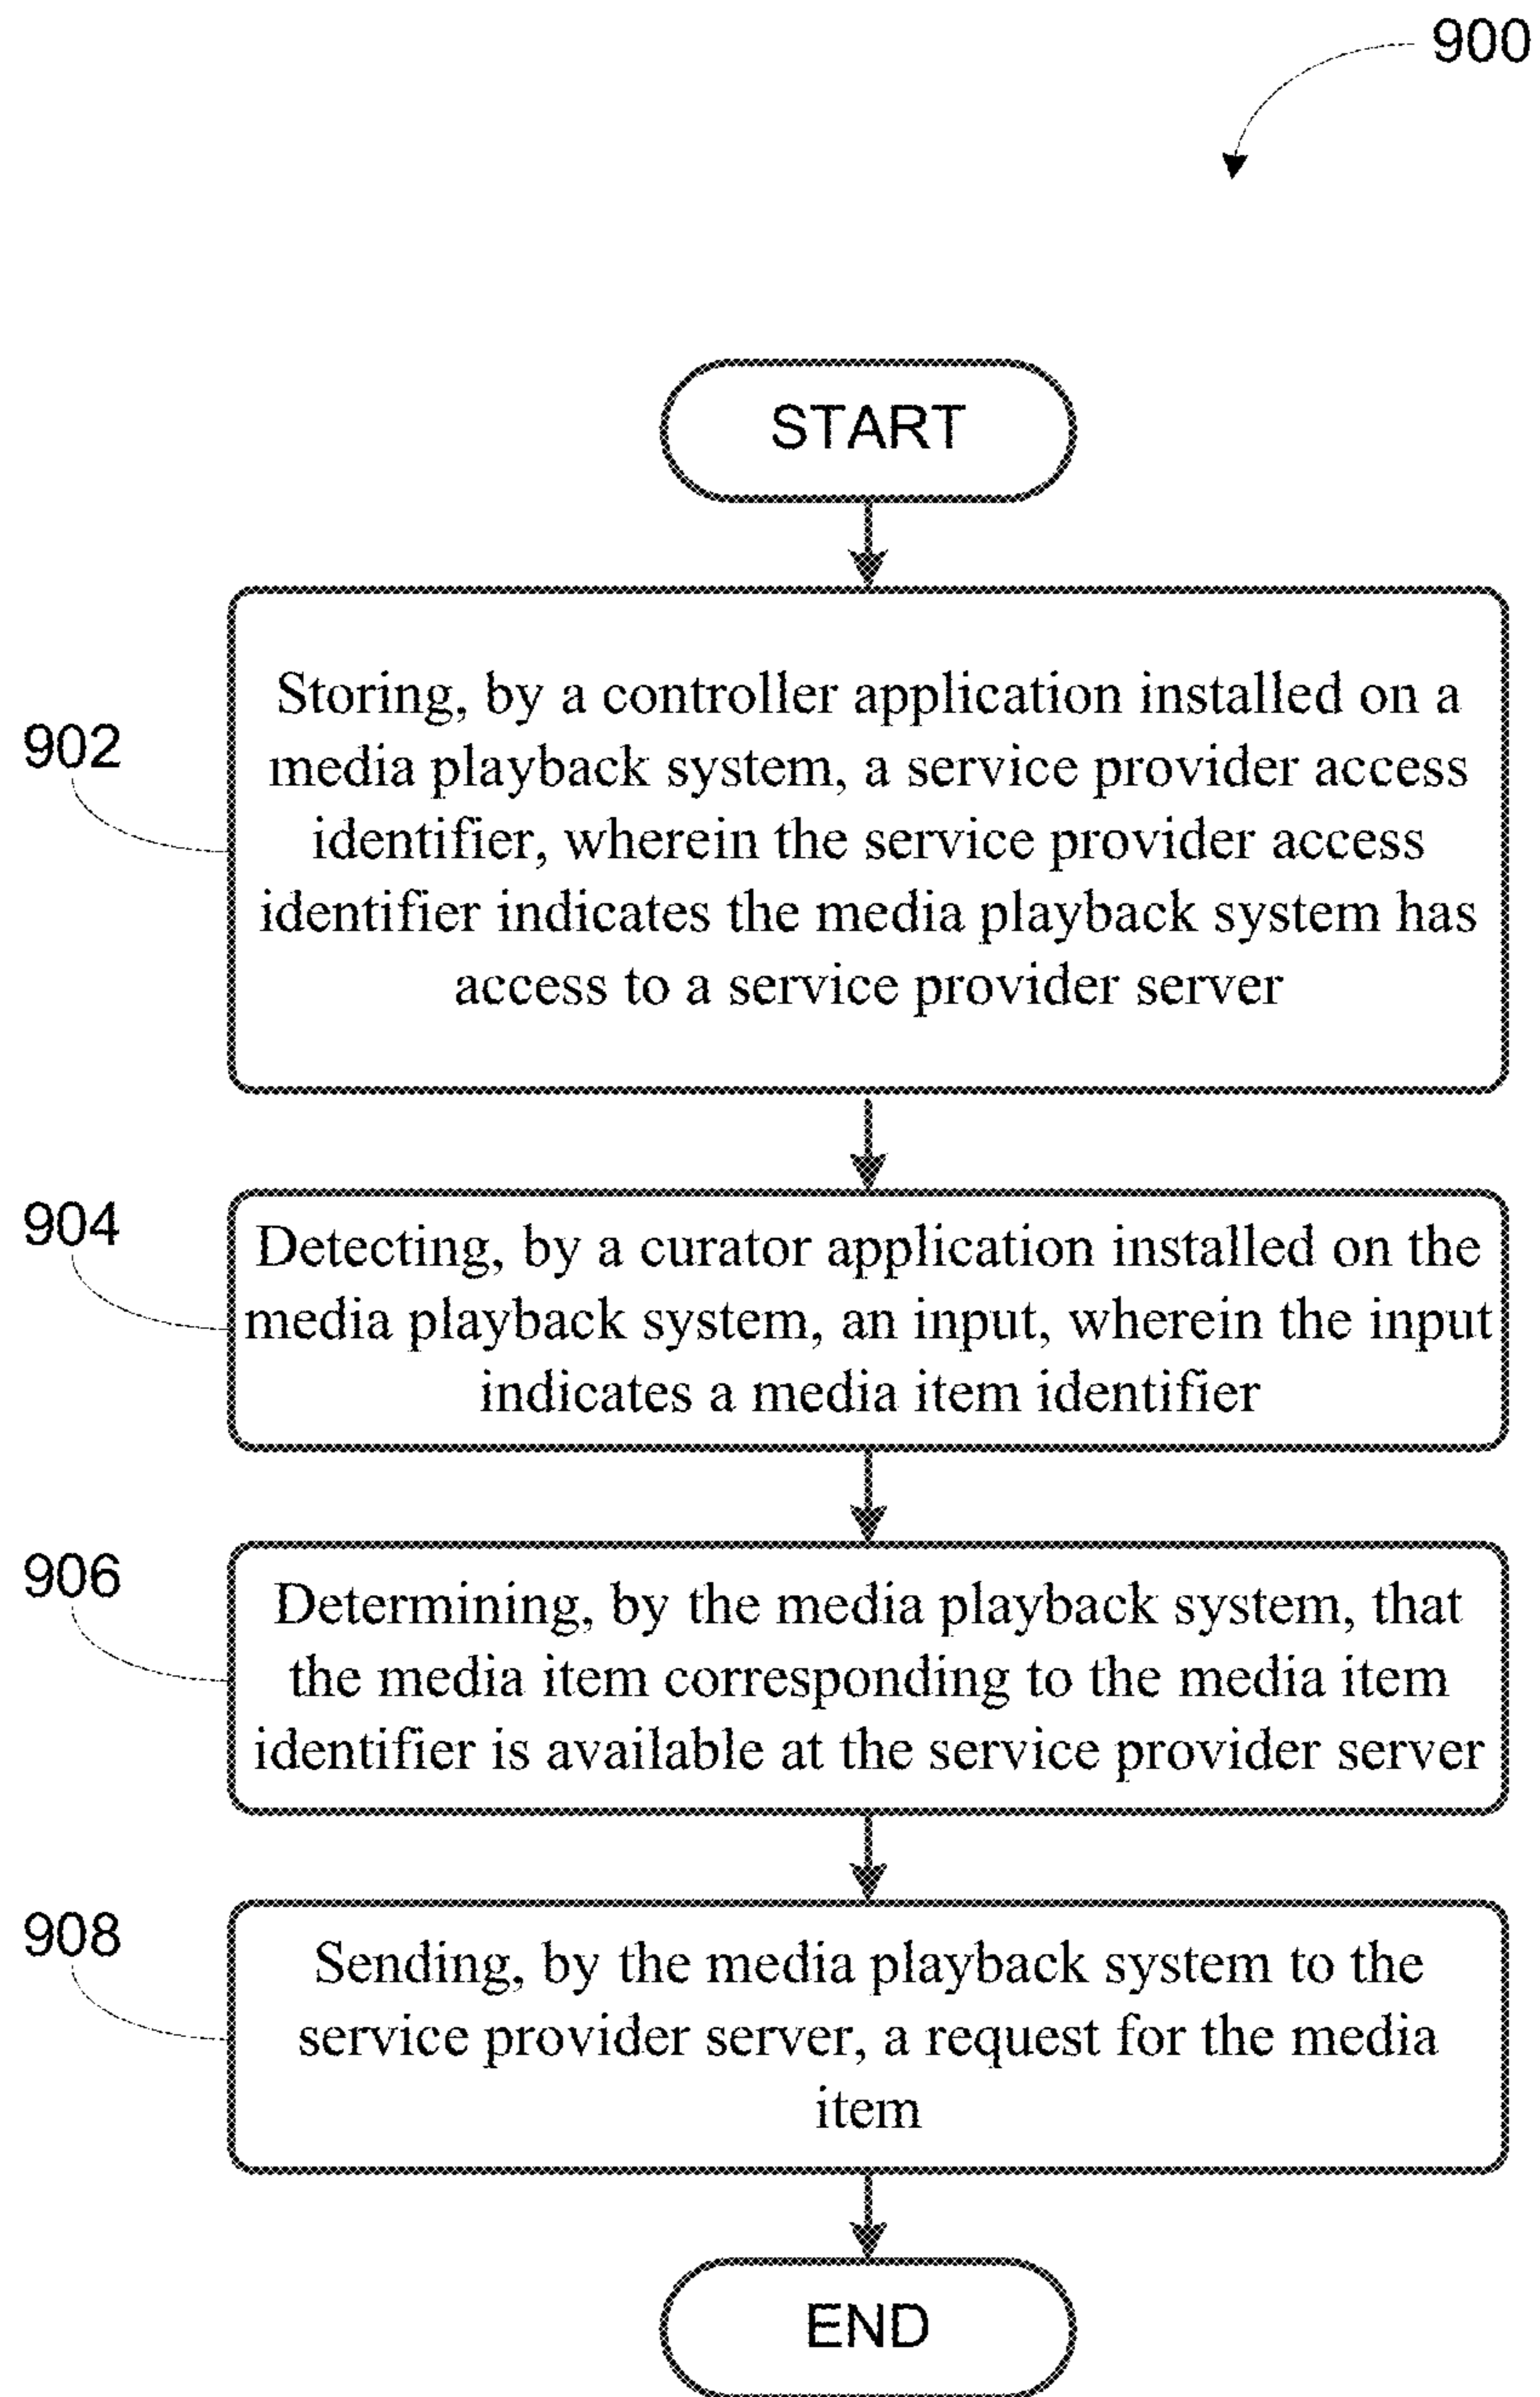 900
START
902
Storing, by a controller application installed on a
media playback system, a service provider access
identifier, wherein the service provider access
identifier indicates the media playback system has
access to a service provider server
904
Detecting, by a curator application installed on the
media playback system, an input, wherein the input
indicates a media item identifier
906
Determining, by the media playback system, that
the media item corresponding to the media item
identifier is available at the service provider server
908
Sending, by the media playback system to the
service provider server, a request for the media
item
END